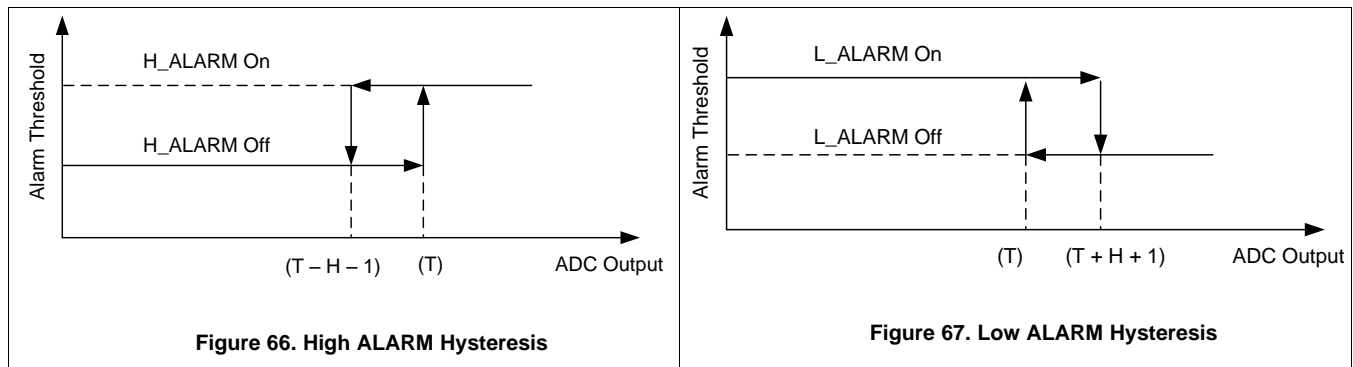 Alarm Threshold
H_ALARM On
H_ALARM Off
(T – H – 1)
(T)
ADC Output
Figure 66. High ALARM Hysteresis
Alarm Threshold
L_ALARM On
L_ALARM Off
(T)
(T + H + 1)
ADC Output
Figure 67. Low ALARM Hysteresis